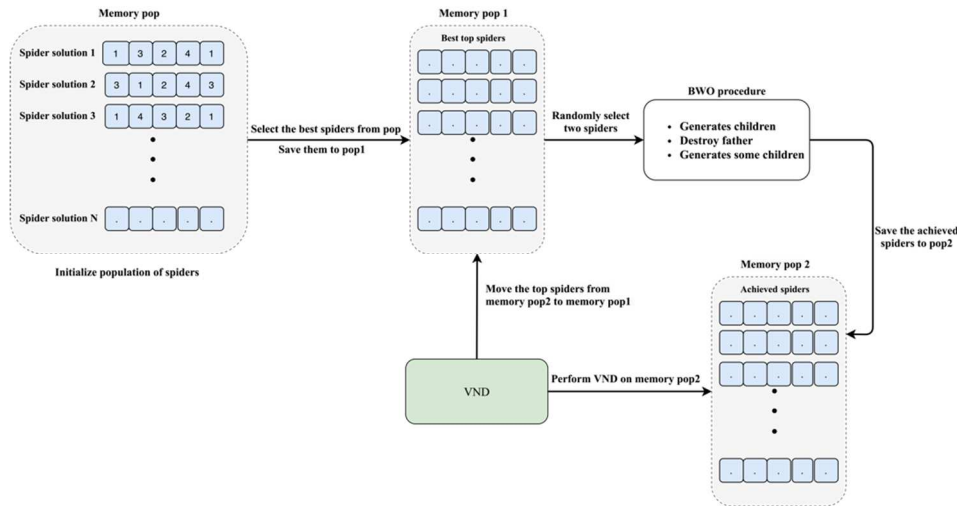 Memory pop
Spider solution 1
1 3 2 4 1
Spider solution 2
3 1 2 4 3
Spider solution 3
1 4 3 2 1
Spider solution N
. . . . .
Initialize population of spiders
Select the best spiders from pop
Save them to pop1
Memory pop 1
Best top spiders
. . . . .
. . . . .
. . . . .
. . . . .
Randomly select
two spiders
BWO procedure
• Generates children
• Destroy father
• Generates some children
Save the achieved
spiders to pop2
Memory pop 2
Achieved spiders
. . . . .
. . . . .
. . . . .
. . . . .
Move the top spiders from
memory pop2 to memory pop1
VND
Perform VND on memory pop2